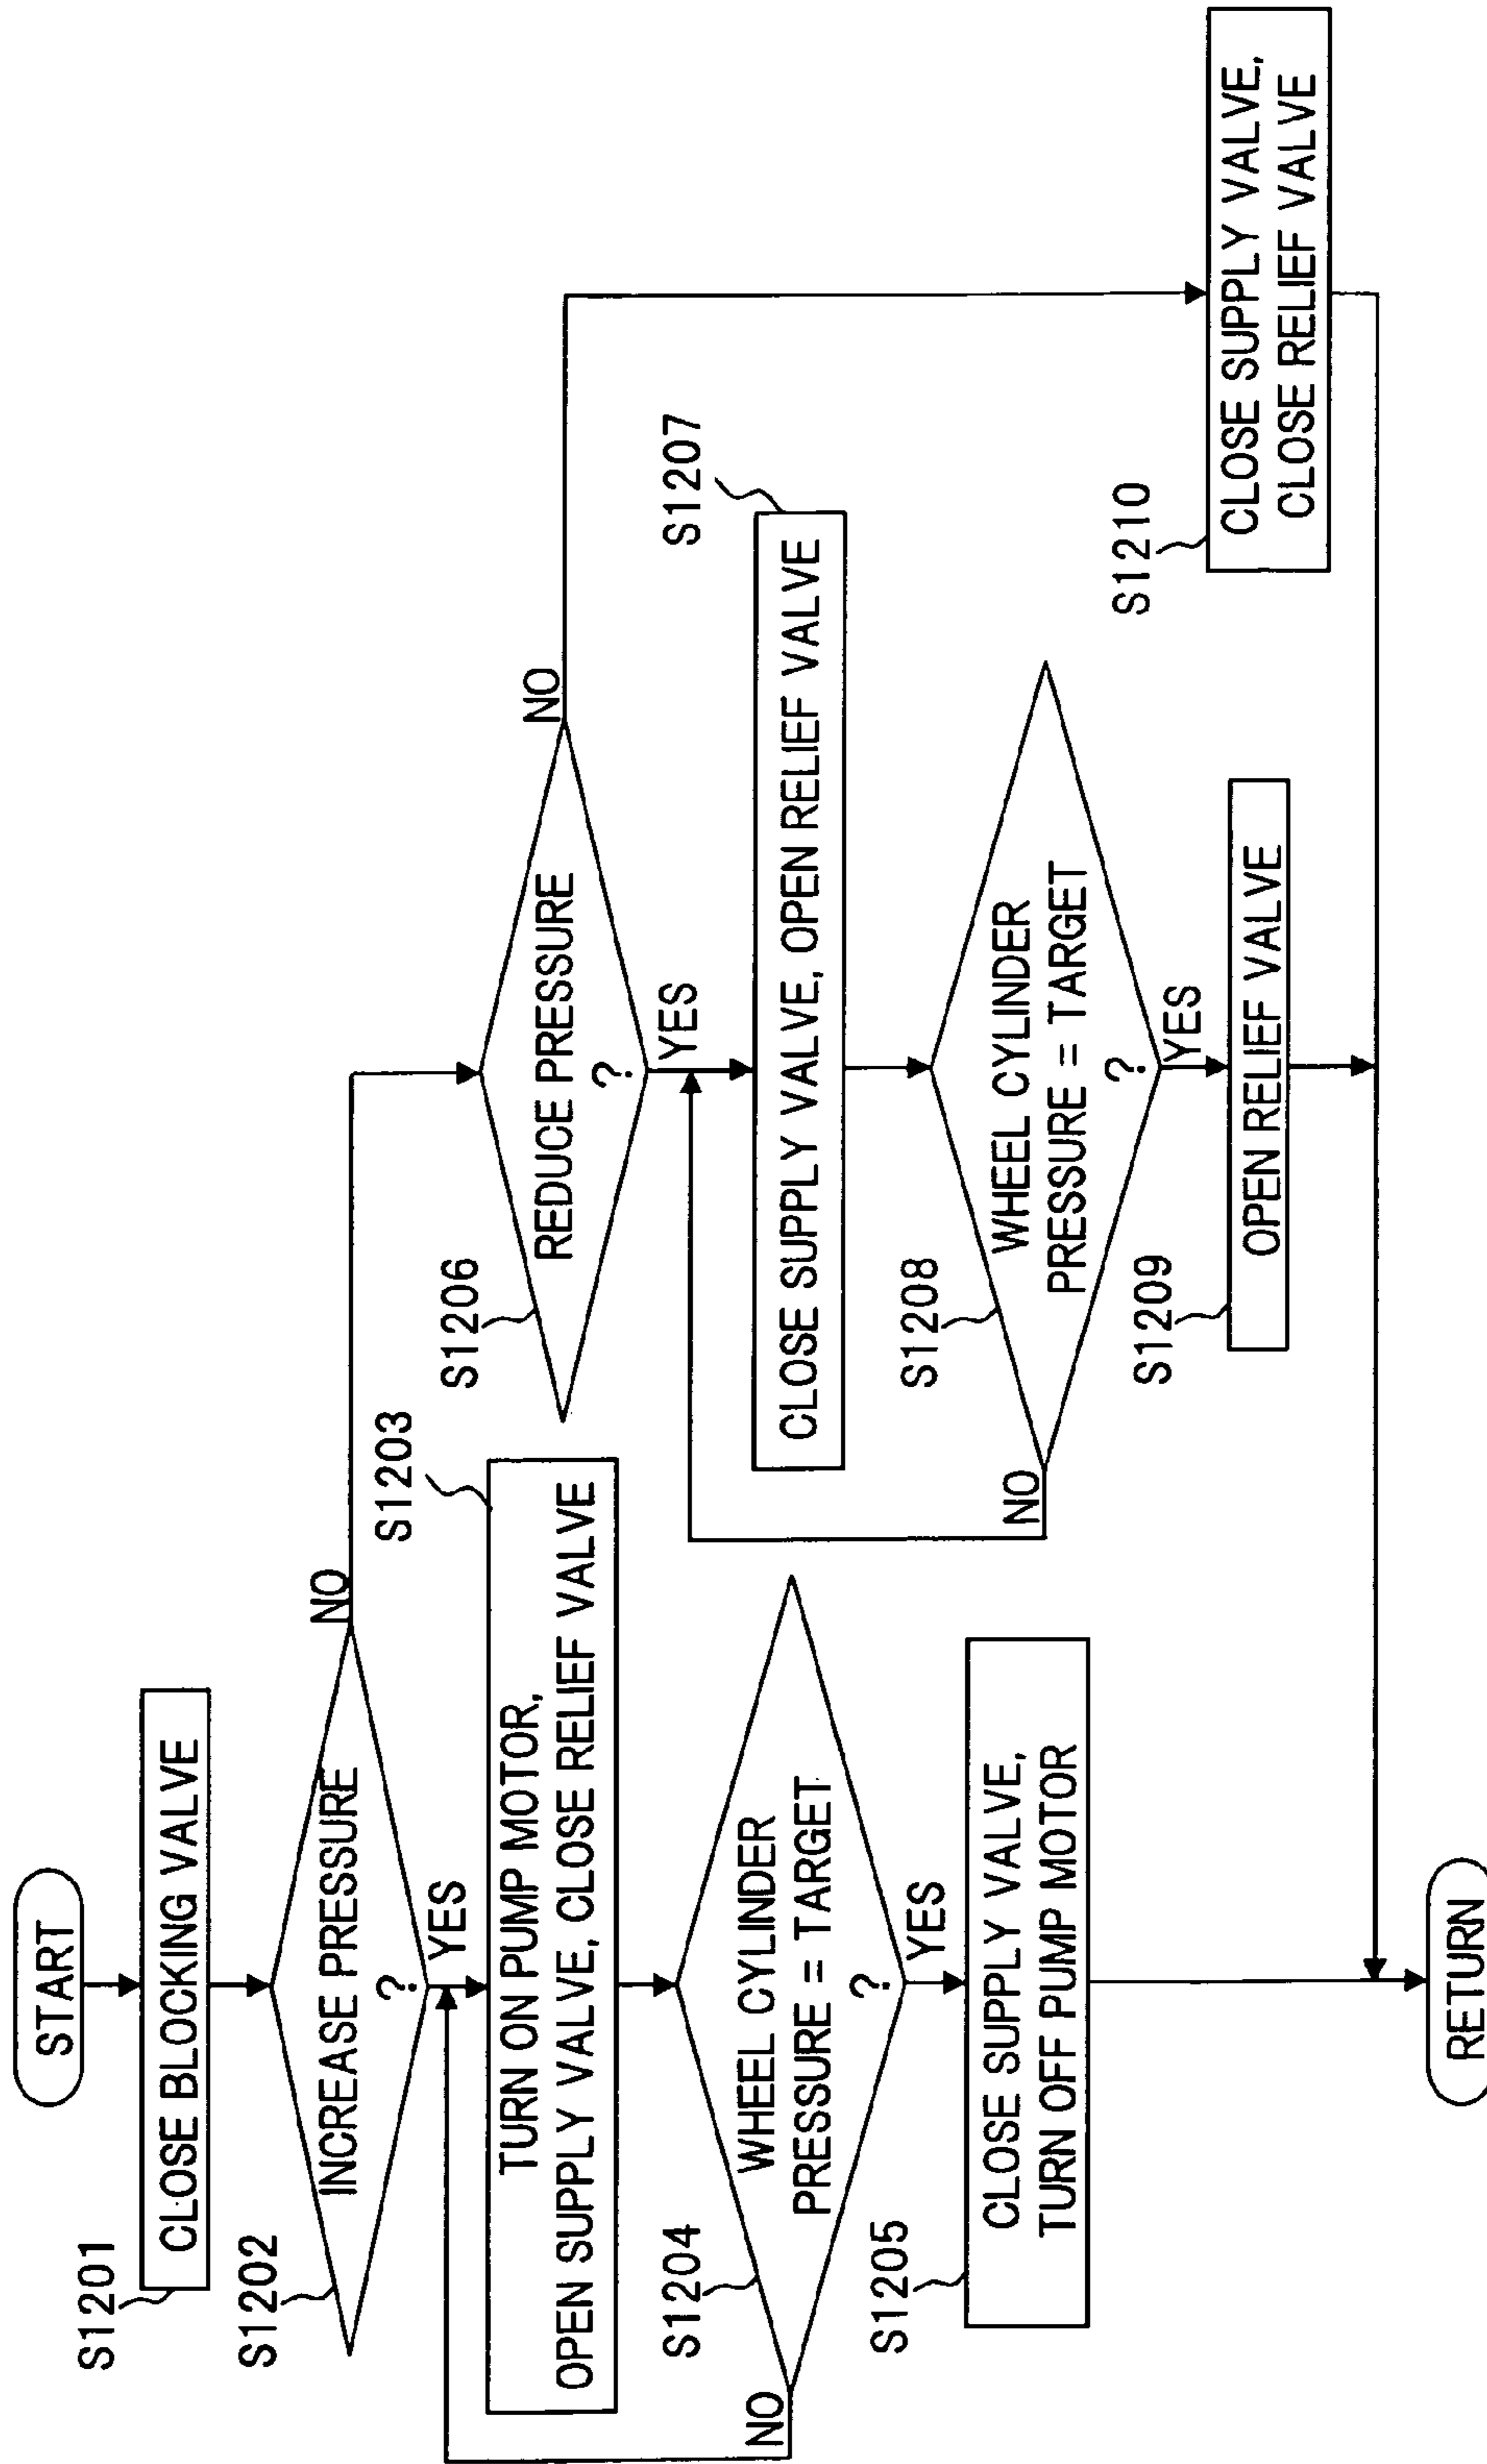 START
S1201
CLOSE BLOCKING VALVE
S1202
INCREASE PRESSURE
?
NO
YES
S1203
TURN ON PUMP MOTOR,
OPEN SUPPLY VALVE, CLOSE RELIEF VALVE
S1204
WHEEL CYLINDER
PRESSURE = TARGET
?
NO
YES
S1205
CLOSE SUPPLY VALVE,
TURN OFF PUMP MOTOR
S1206
REDUCE PRESSURE
?
NO
YES
S1207
CLOSE SUPPLY VALVE, OPEN RELIEF VALVE
S1208
WHEEL CYLINDER
PRESSURE = TARGET
?
NO
YES
S1209
OPEN RELIEF VALVE
S1210
CLOSE SUPPLY VALVE,
CLOSE RELIEF VALVE
RETURN